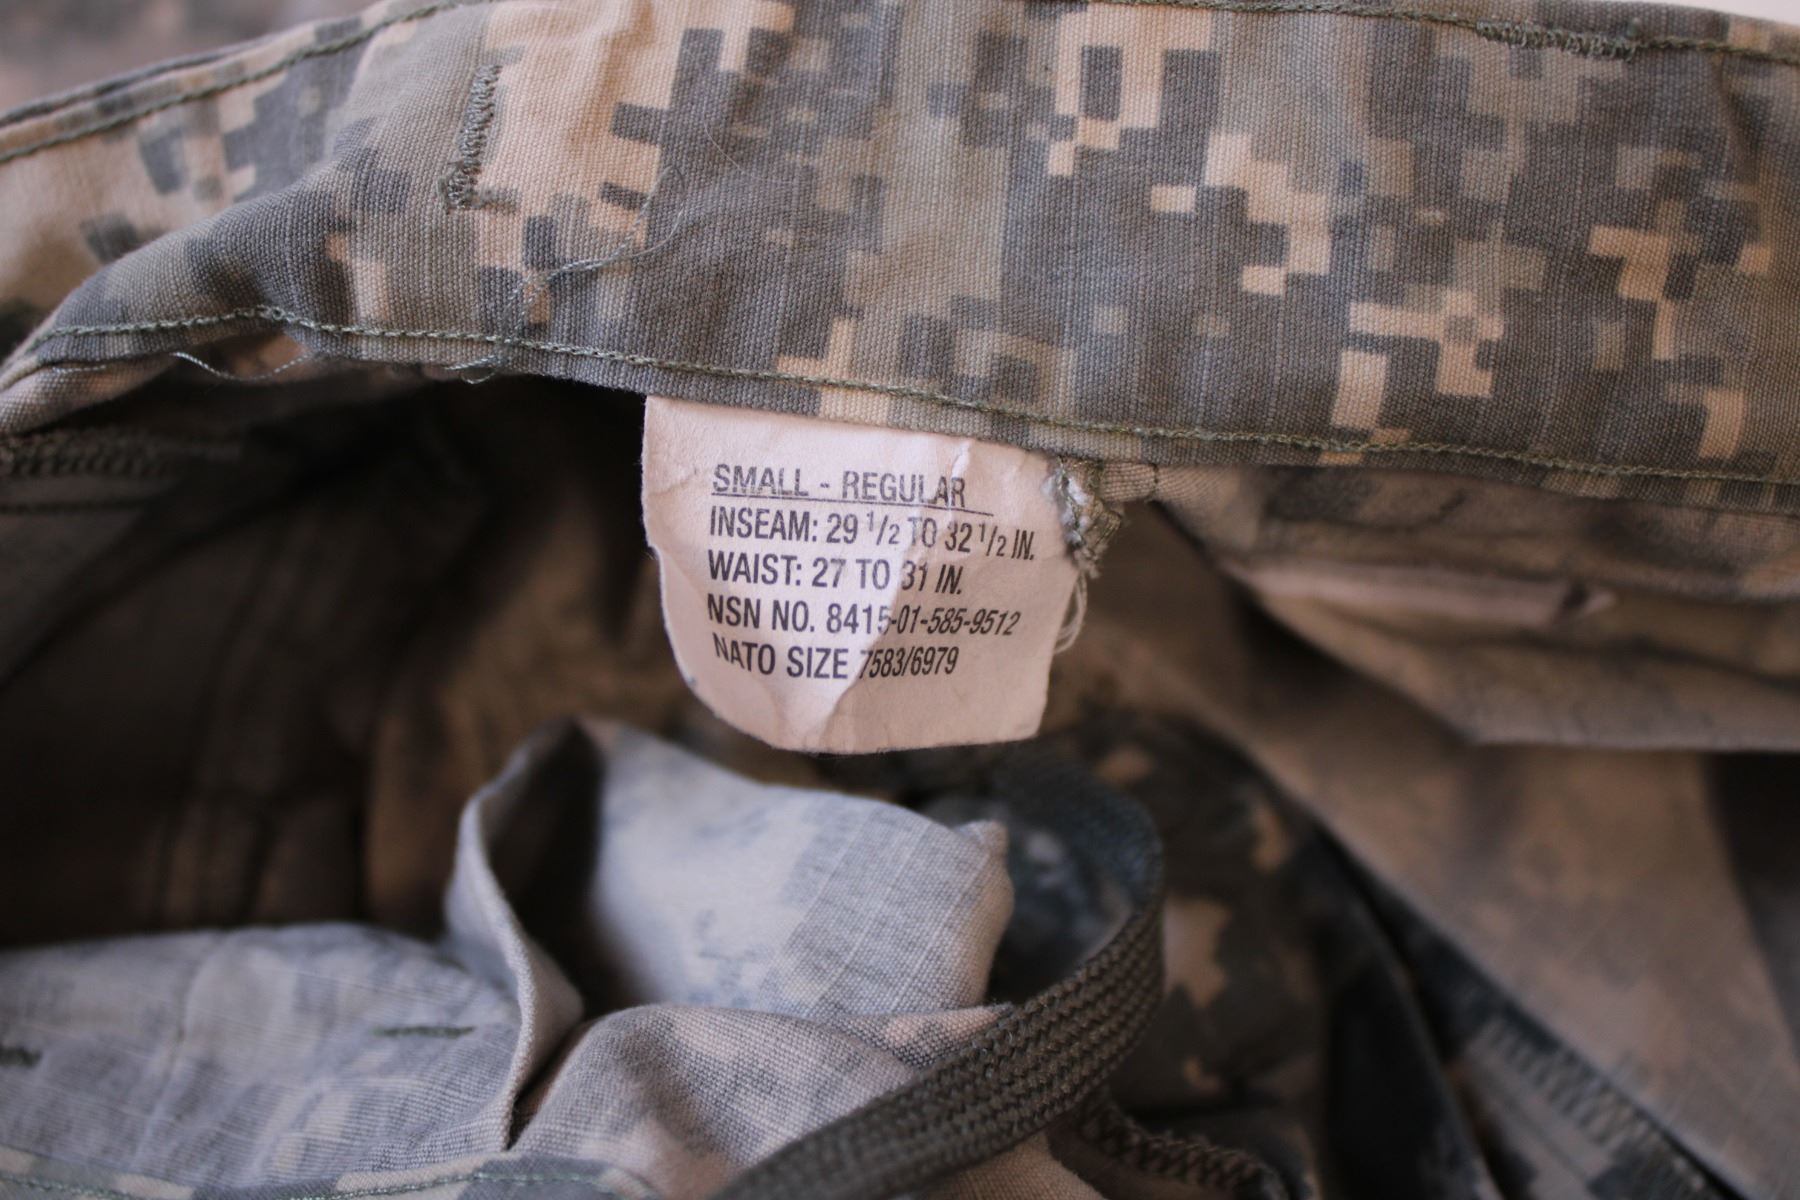 SMALL - REGULAR
INSEAM: 29 1/2 TO 32 1/2 IN.
WAIST: 27 TO 31 IN.
NSN NO. 8415-01-585-9512
NATO SIZE 7583/6979